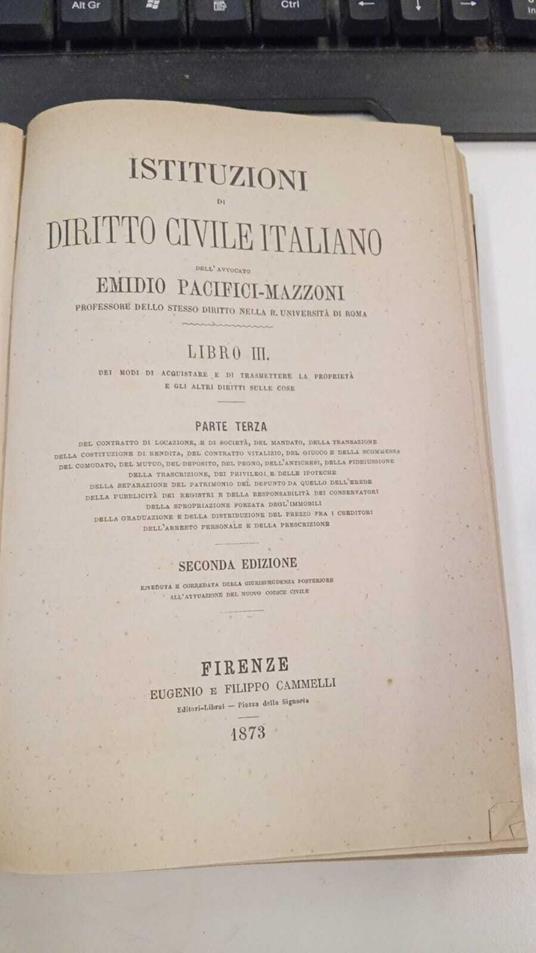 Alt Gr
Ctrl
ISTITUZIONI
DI
DIRITTO CIVILE ITALIANO
DELL'AVVOCATO
EMIDIO PACIFICI-MAZZONI
PROFESSORE DELLO STESSO DIRITTO NELLA R. UNIVERSITÀ DI ROMA
LIBRO III.
DEI MODI DI ACQUISTARE E DI TRASMETTERE LA PROPRIETÀ
E GLI ALTRI DIRITTI SULLE COSE
PARTE TERZA
DEL CONTRATTO DI LOCAZIONE, E DI SOCIETÀ, DEL MANDATO, DELLA TRANSAZIONE
DELLA COSTITUZIONE DI RENDITA, DEL CONTRATTO VITALIZIO, DEL GIUOCO E DELLA SCOMMESSA
DEL COMODATO, DEL MUTUO, DEL DEPOSITO, DEL PEGNO, DELL'ANTICRESI, DELLA FIDEIUSSIONE
DELLA TRASCRIZIONE, DEI PRIVILEGI, E DELLE IPOTECHE
DELLA SEPARAZIONE DEL PATRIMONIO DEL DEFUNTO DA QUELLO DELL'EREDE
DELLA PUBBLICITÀ DEI REGISTRI E DELLA RESPONSABILITÀ DEI CONSERVATORI
DELLA SPROPRIAZIONE FORZATA DEGL'IMMOBILI
DELLA GRADUAZIONE E DELLA DISTRIBUZIONE DEL PREZZO FRA I CREDITORI
DELL'ARRESTO PERSONALE E DELLA PRESCRIZIONE
SECONDA EDIZIONE
RIVEDUTA E CORREDATA DELLA GIURISPRUDENZA POSTERIORE
ALL'ATTUAZIONE DEL NUOVO CODICE CIVILE
FIRENZE
EUGENIO E FILIPPO CAMMELLI
Editori-Librai — Piazza della Signoria
1873